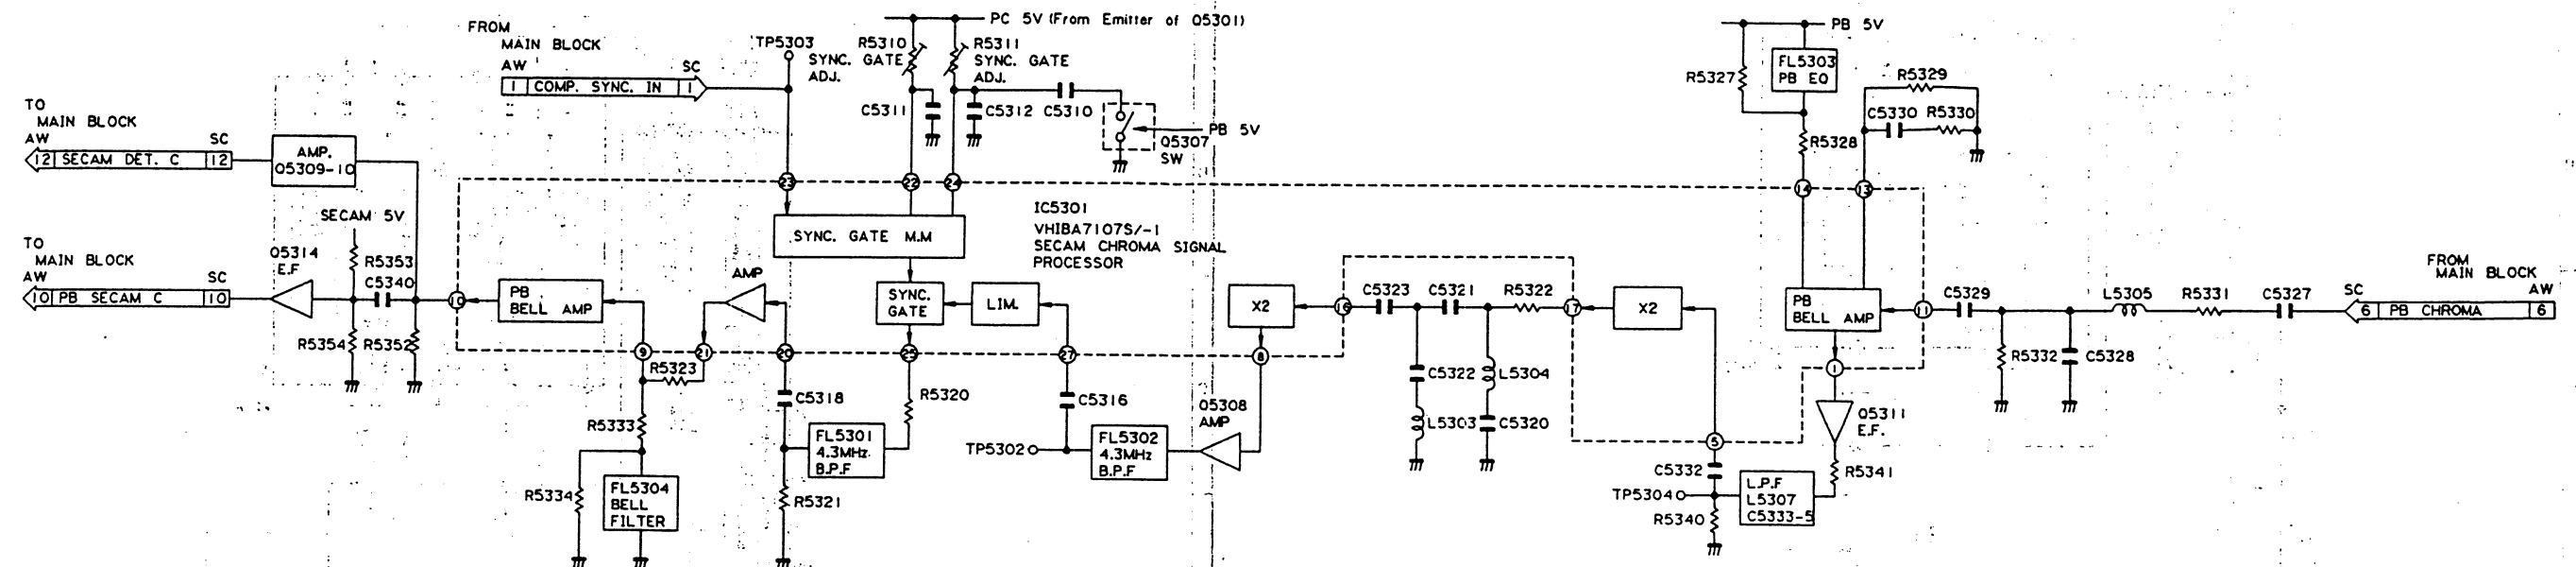 FROM
MAIN BLOCK
AW
SC
1 COMP. SYNC. IN 1
TP5303
PC 5V (From Emitter of Q5301)
R5310
SYNC. GATE
ADJ.
R5311
SYNC. GATE
ADJ.
C5311
C5312
C5310
PB 5V
Q5307
SW
PB 5V
R5327
FL5303
PB EQ
R5328
R5329
C5330
R5330
TO
MAIN BLOCK
AW
SC
12 SECAM DET. C 12
AMP.
Q5309-10
23
22
24
14
13
SECAM 5V
SYNC. GATE M.M
IC5301
VHIBA7107S/-1
SECAM CHROMA SIGNAL
PROCESSOR
TO
MAIN BLOCK
AW
SC
10 PB SECAM C 10
Q5314
E.F
R5353
C5340
R5354
R5352
10
PB
BELL AMP
AMP
SYNC.
GATE
LIM.
X2
16
C5323
C5321
R5322
17
X2
PB
BELL AMP
11
C5329
L5305
R5331
C5327
FROM
MAIN BLOCK
SC
AW
6 PB CHROMA 6
9
21
20
25
27
8
1
R5323
C5318
R5320
C5316
Q5308
AMP
C5322
L5304
L5303
C5320
R5332
C5328
Q5311
E.F.
5
R5333
FL5301
4.3MHz
B.P.F
TP5302
FL5302
4.3MHz
B.P.F
C5332
R5341
R5334
FL5304
BELL
FILTER
R5321
TP5304
R5340
L.P.F
L5307
C5333-5